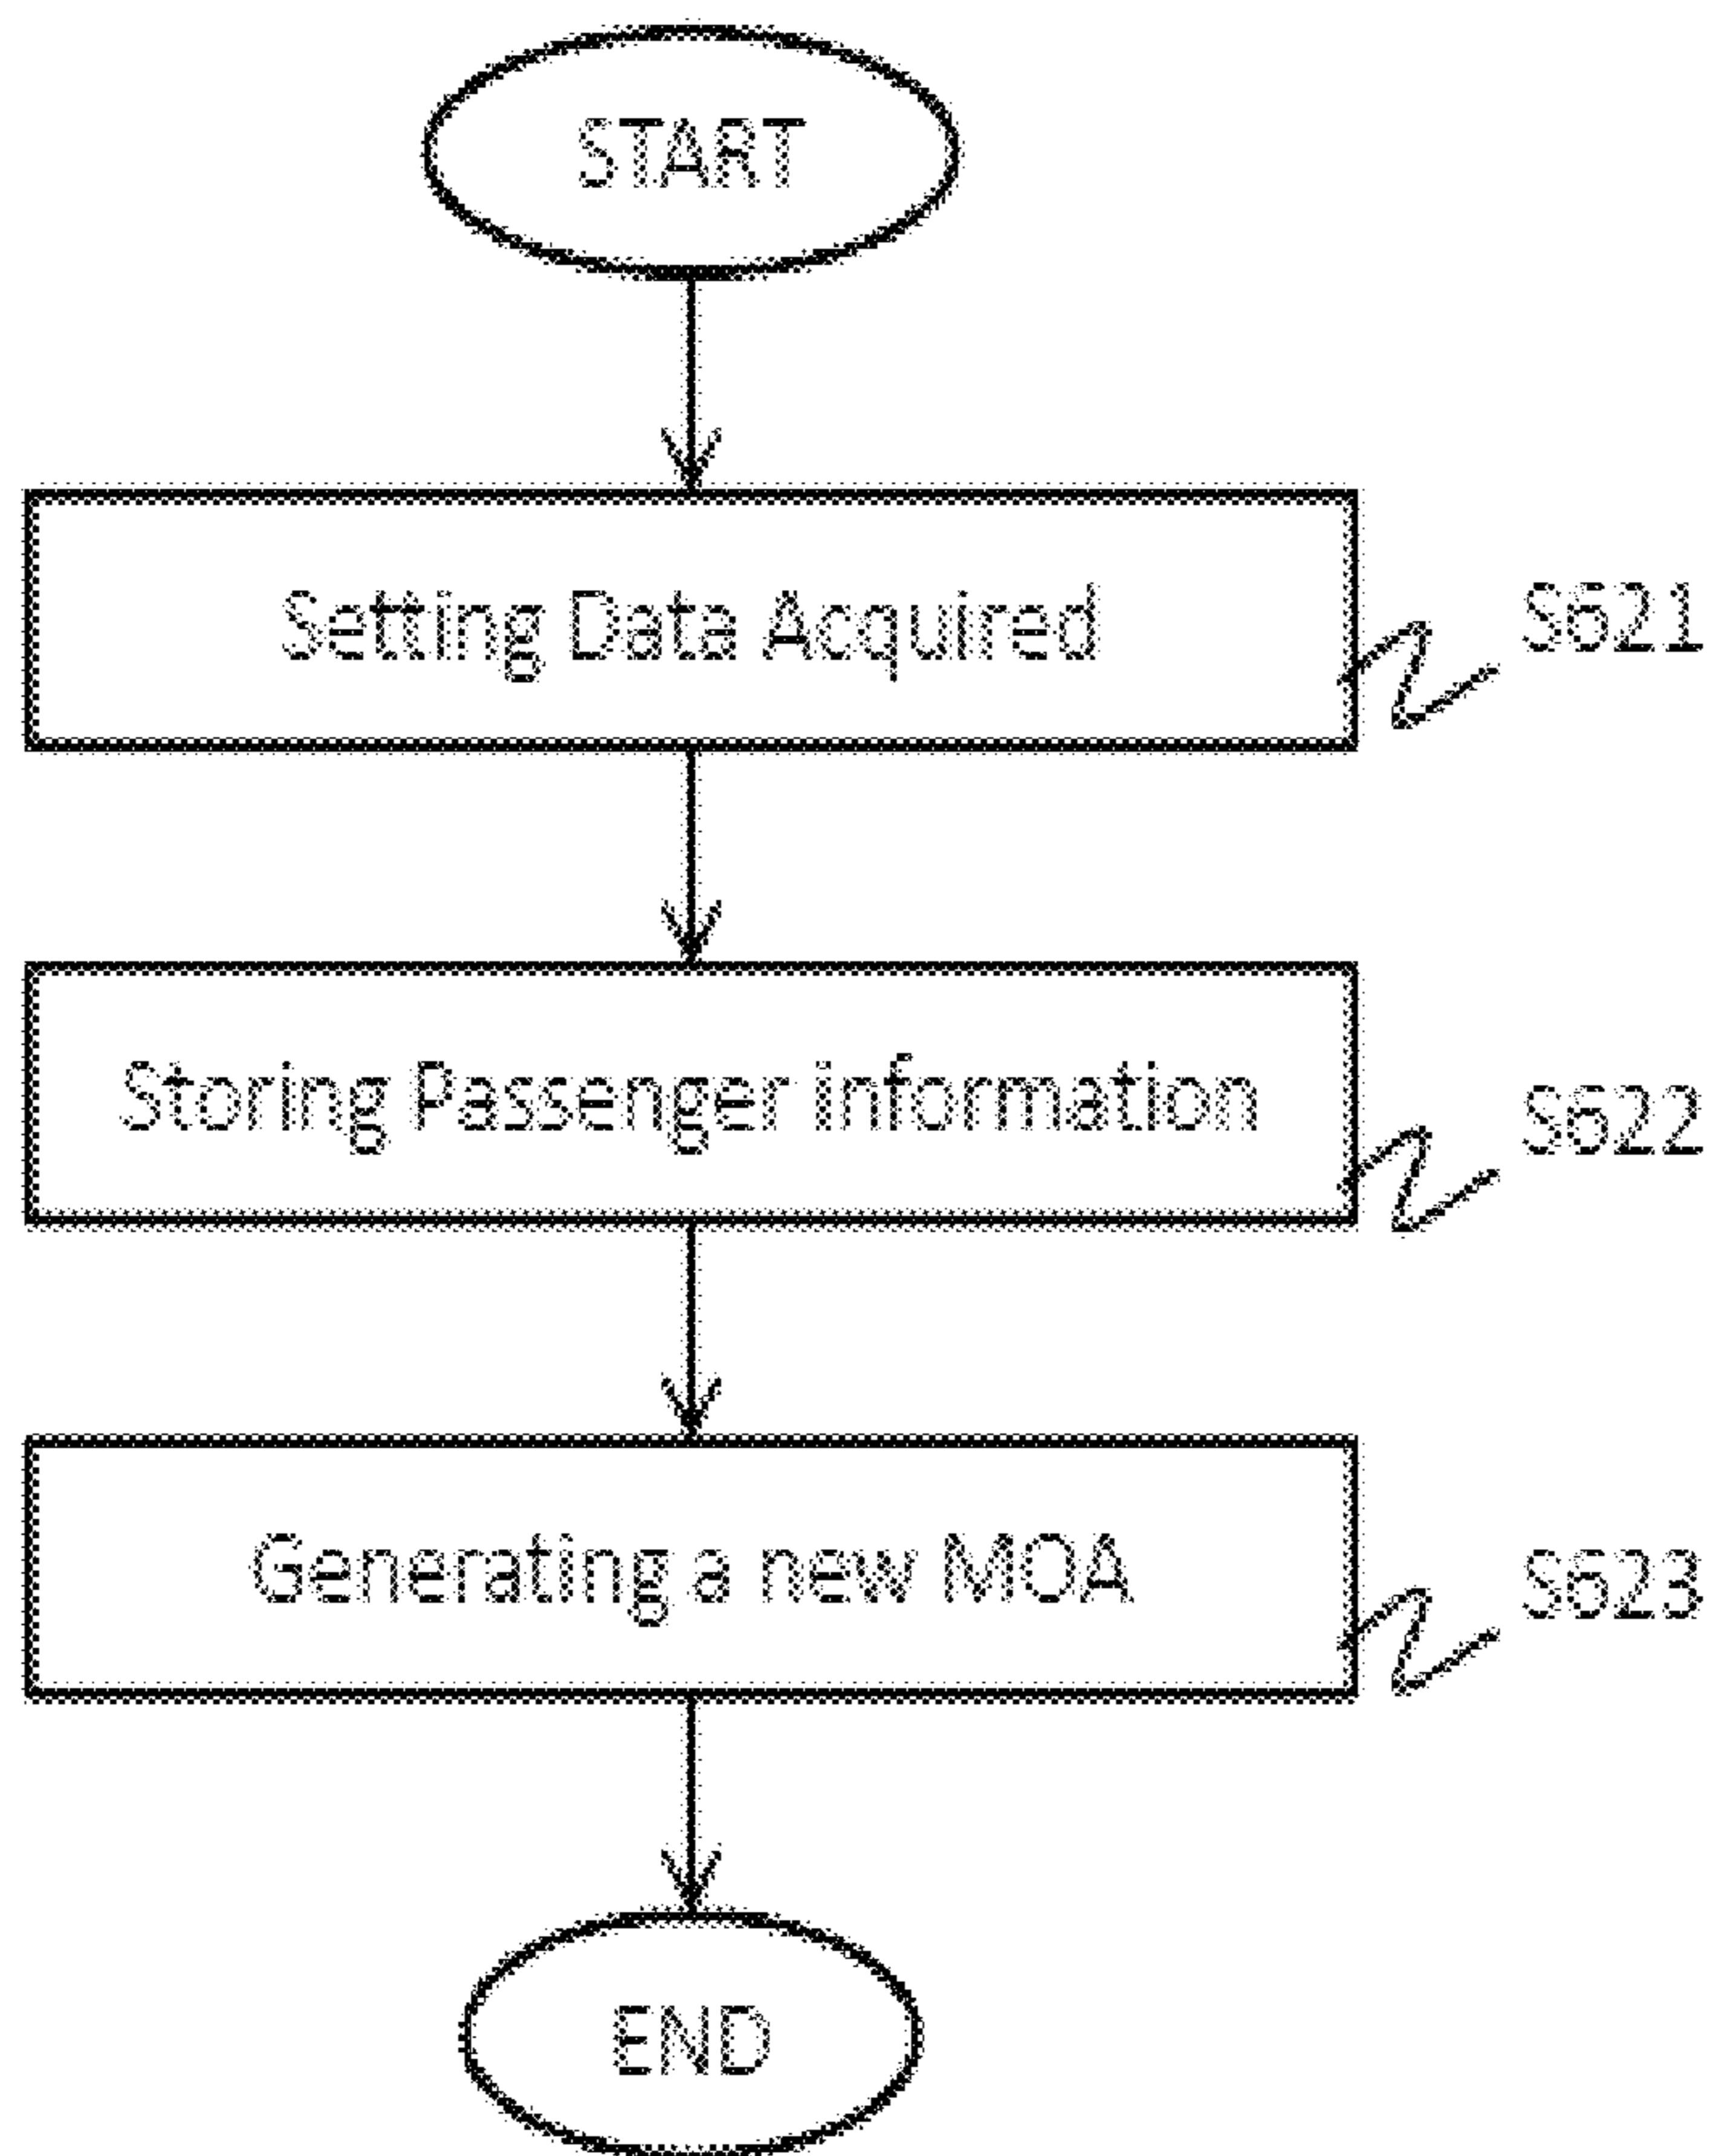 START
Setting Data Acquired
S621
Storing Passenger information
S622
Generating a new MOA
S623
END